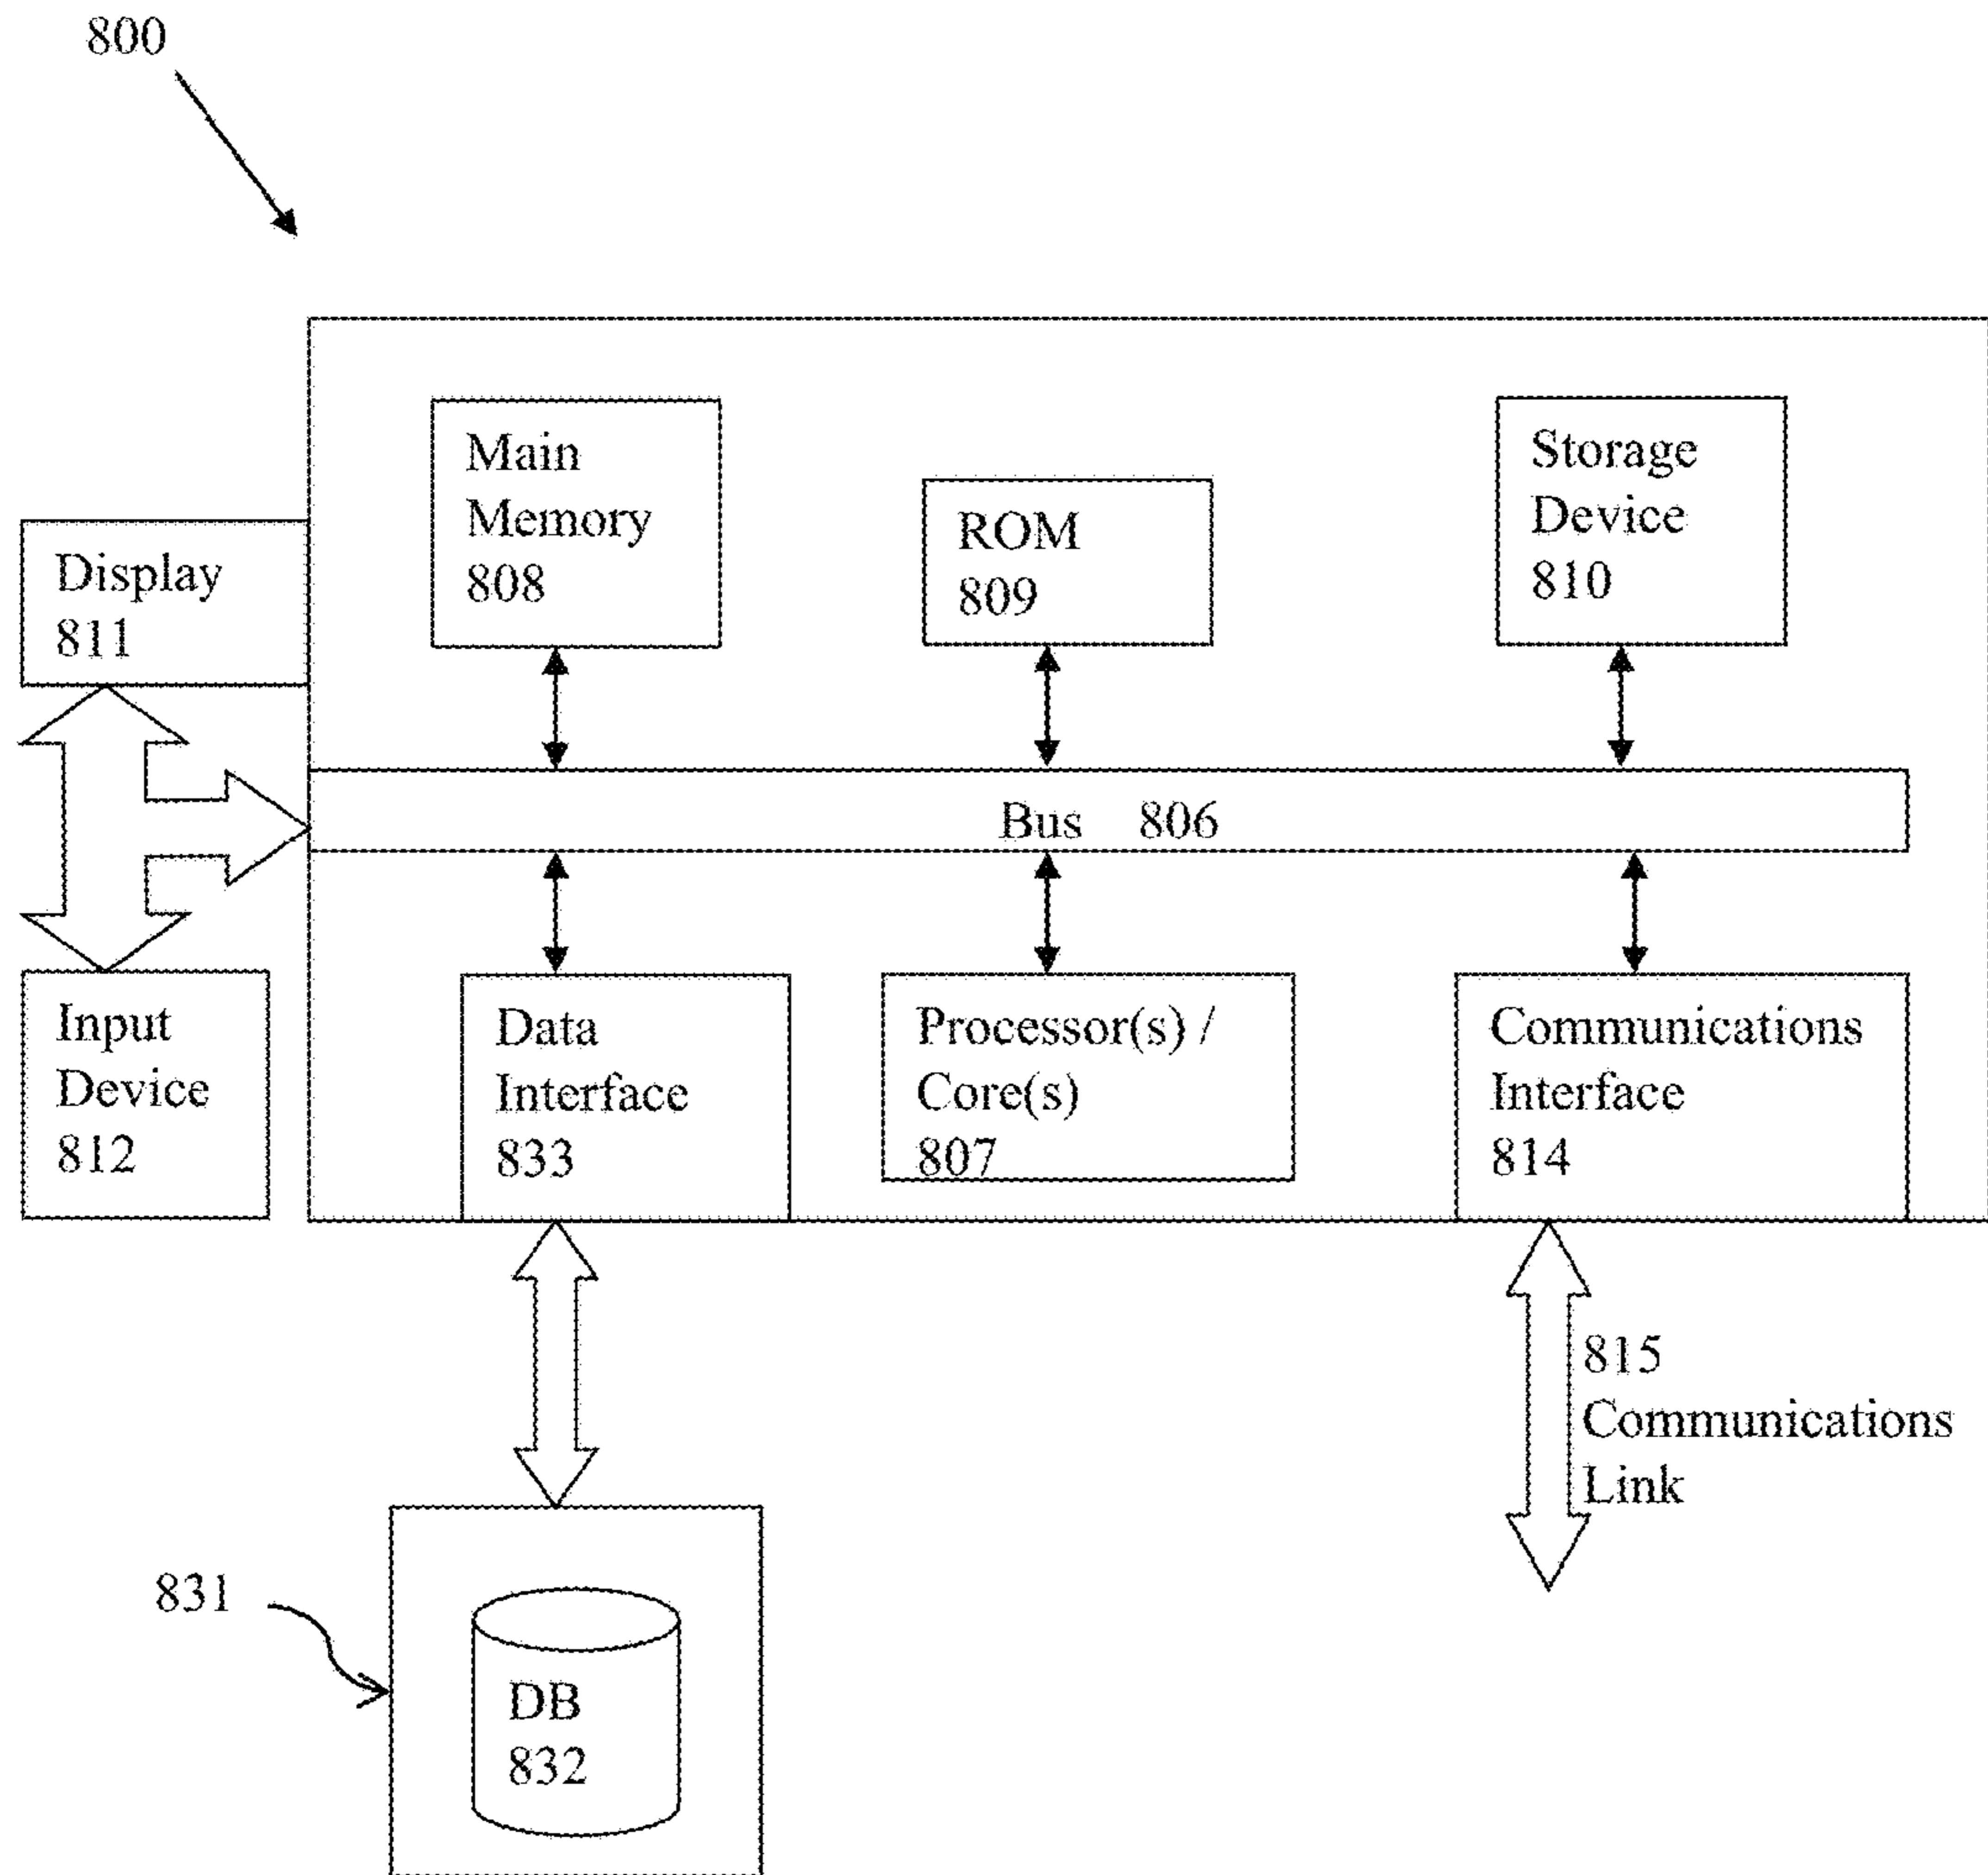 800
Main
Memory
808
ROM
809
Storage
Device
810
Display
811
Bus 806
Input
Device
812
Data
Interface
833
Processor(s) /
Core(s)
807
Communications
Interface
814
815
Communications
Link
831
DB
832